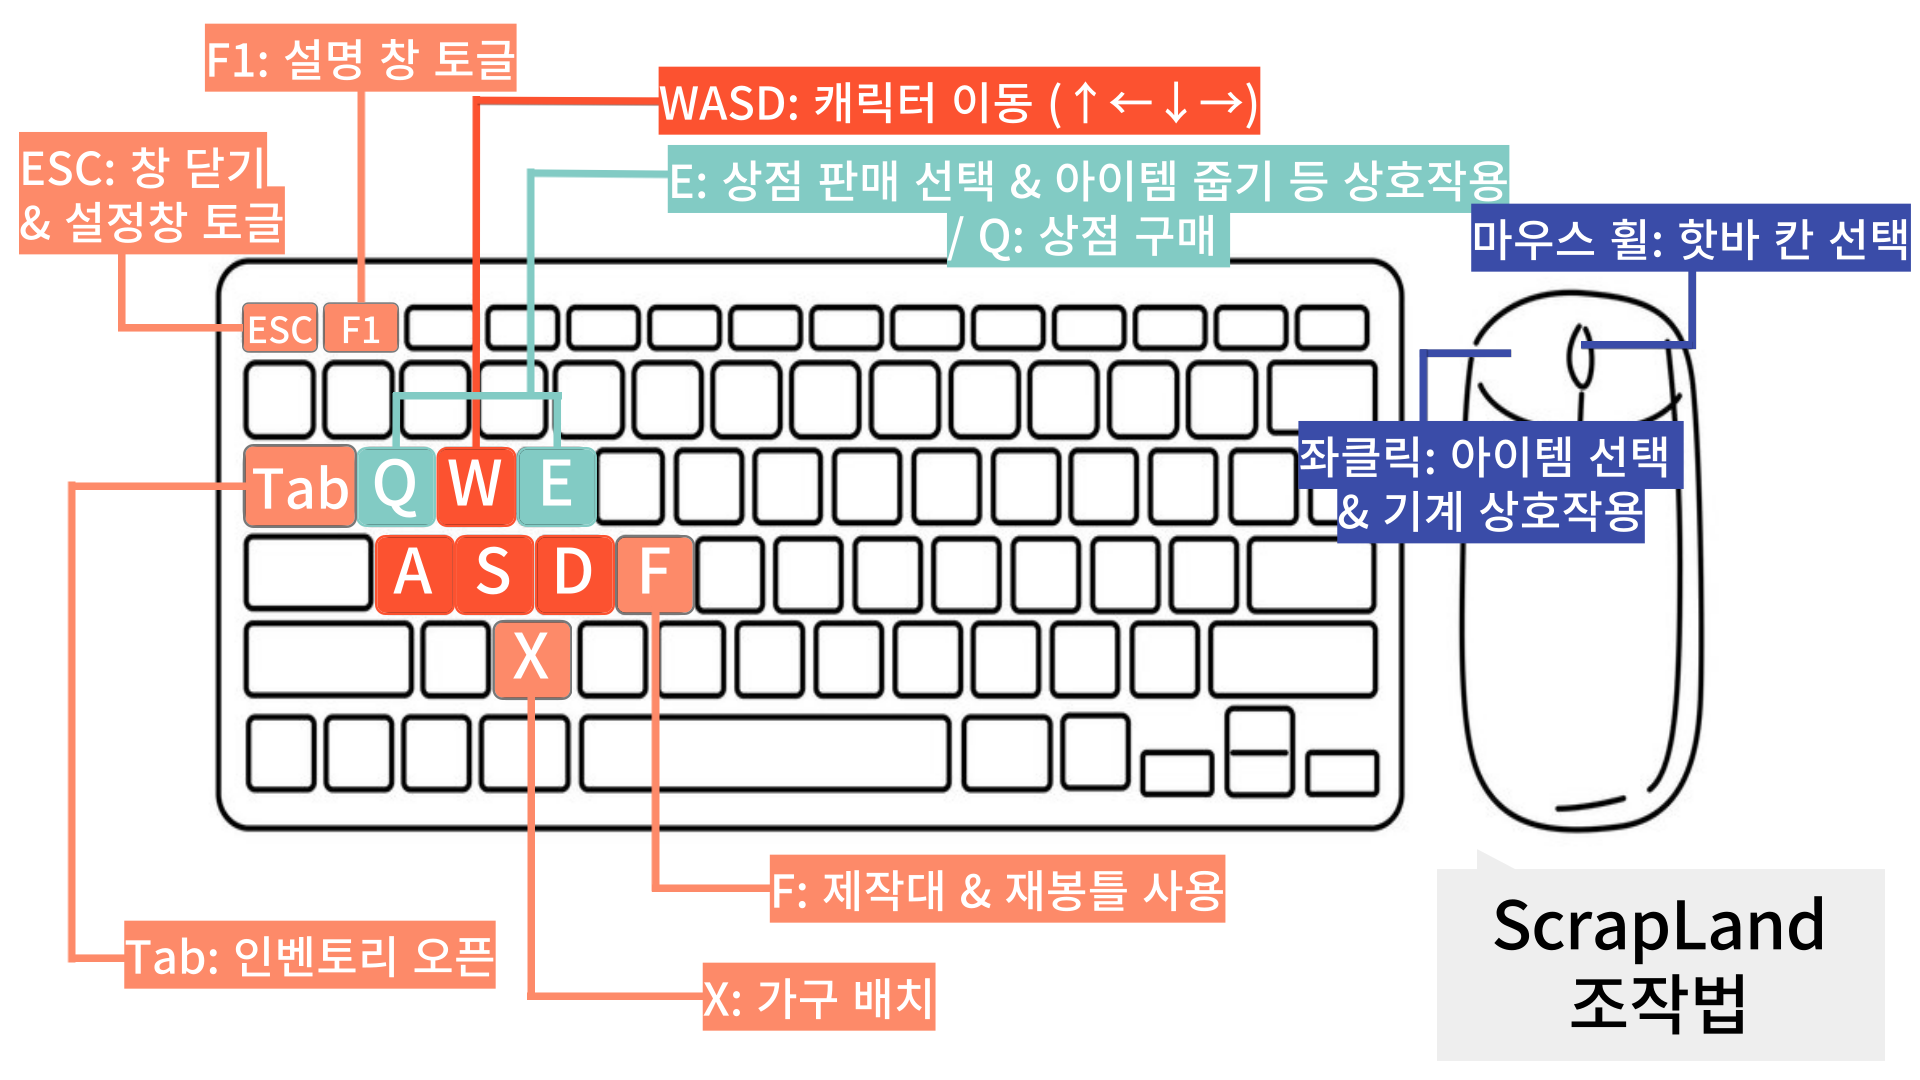 F1: 설명 창 토글
WASD: 캐릭터 이동 (↑←↓→)
ESC: 창 닫기
& 설정창 토글
E: 상점 판매 선택 & 아이템 줍기 등 상호작용
/ Q: 상점 구매
마우스 휠: 핫바 칸 선택
ESC
F1
좌클릭: 아이템 선택
& 기계 상호작용
Tab
Q
W
E
A
S
D
F
X
F: 제작대 & 재봉틀 사용
Tab: 인벤토리 오픈
X: 가구 배치
ScrapLand
조작법